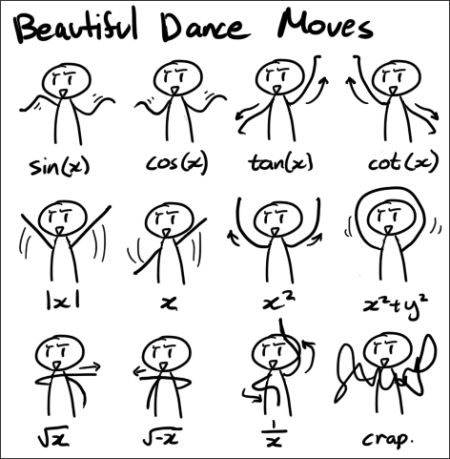 Beautiful Dance Moves
sin(x) cos(x) tan(x) cot(x)
|x| x x² x²+y²
√x √-x 1/x crap.